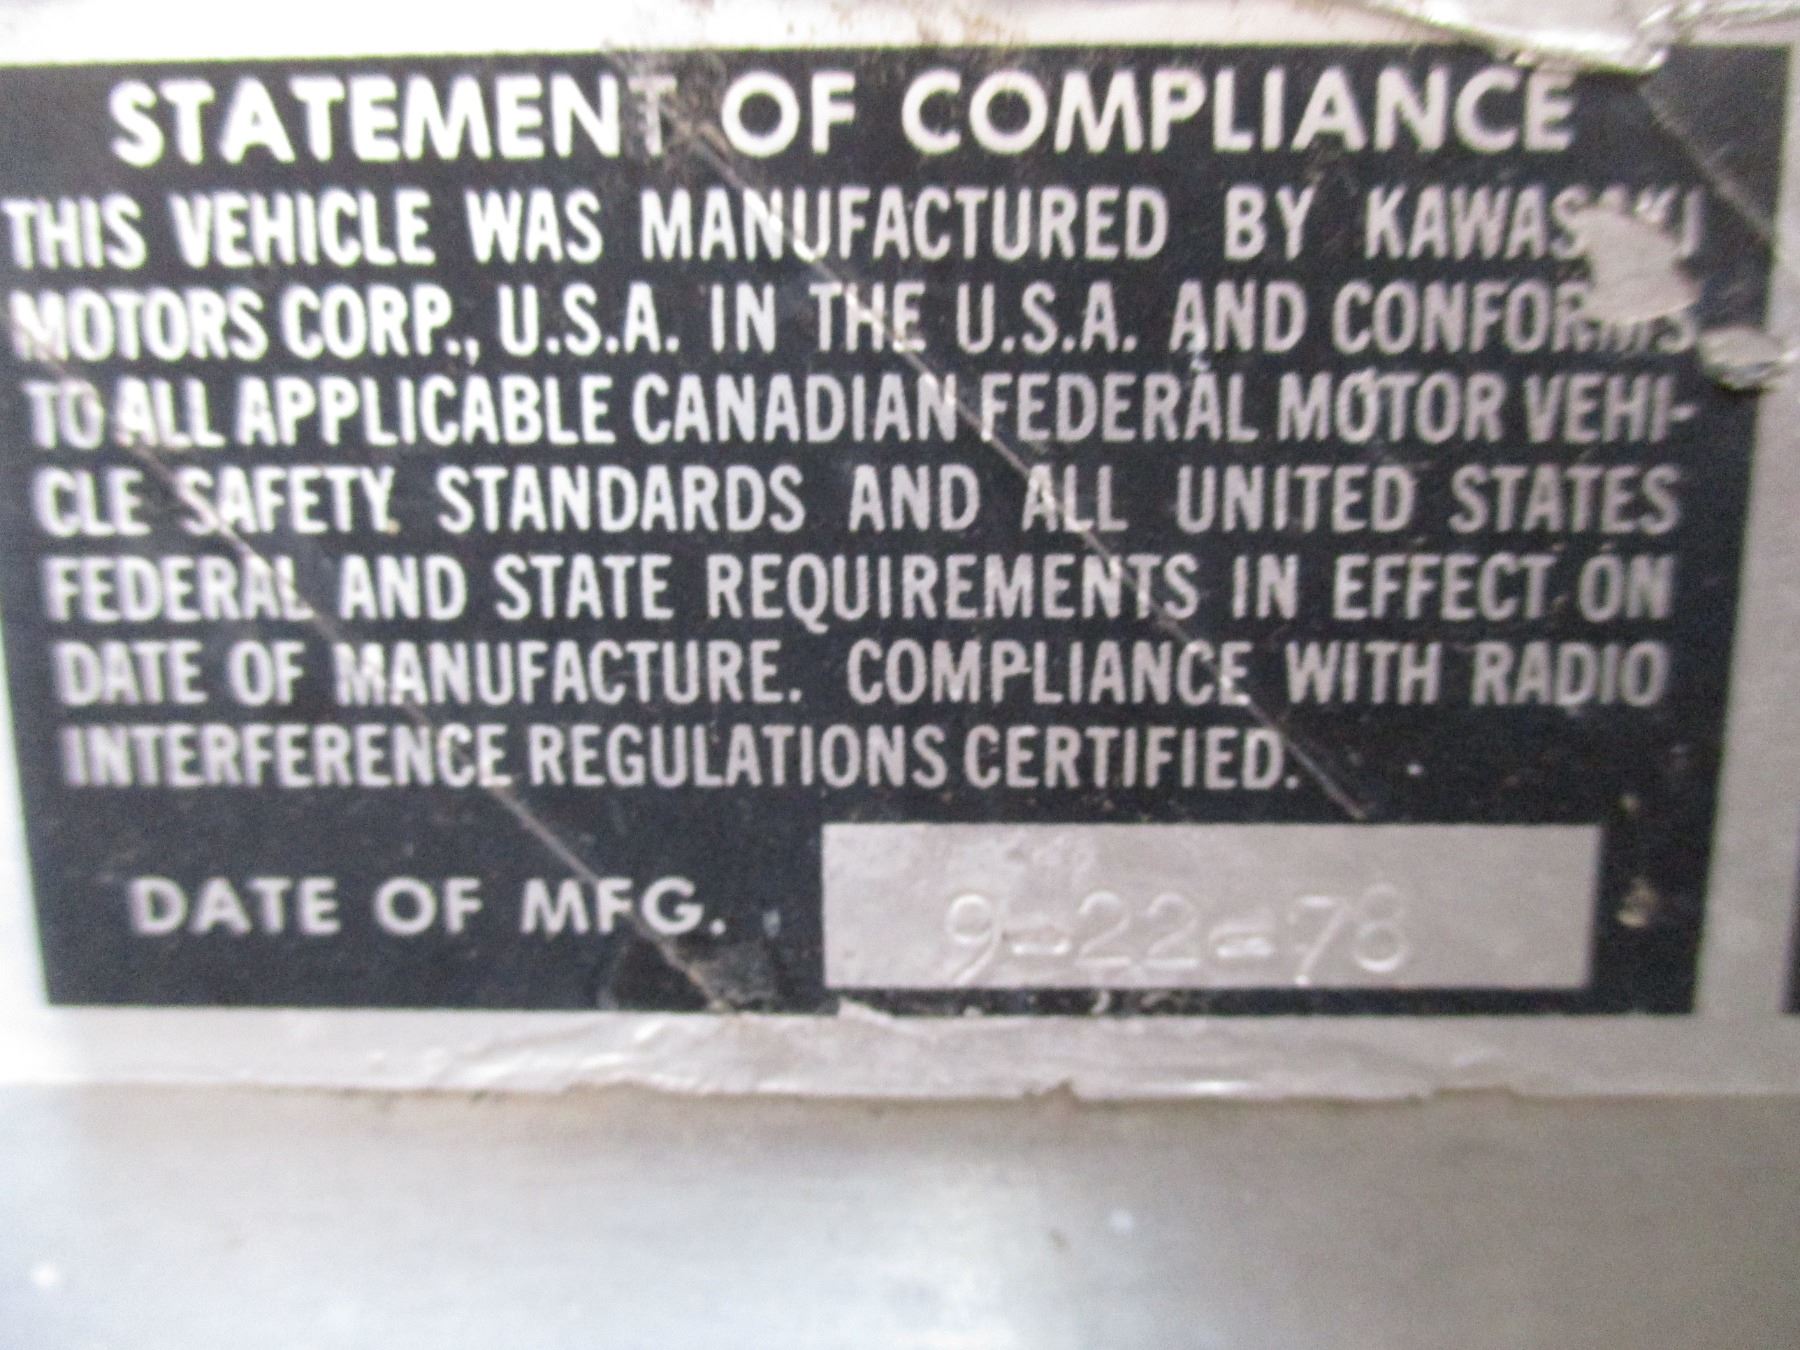 STATEMENT OF COMPLIANCE
THIS VEHICLE WAS MANUFACTURED BY KAWASAKI
MOTORS CORP., U.S.A. IN THE U.S.A. AND CONFORMS
TO ALL APPLICABLE CANADIAN FEDERAL MOTOR VEHI-
CLE SAFETY STANDARDS AND ALL UNITED STATES
FEDERAL AND STATE REQUIREMENTS IN EFFECT ON
DATE OF MANUFACTURE. COMPLIANCE WITH RADIO
INTERFERENCE REGULATIONS CERTIFIED.
DATE OF MFG. 9-22-78